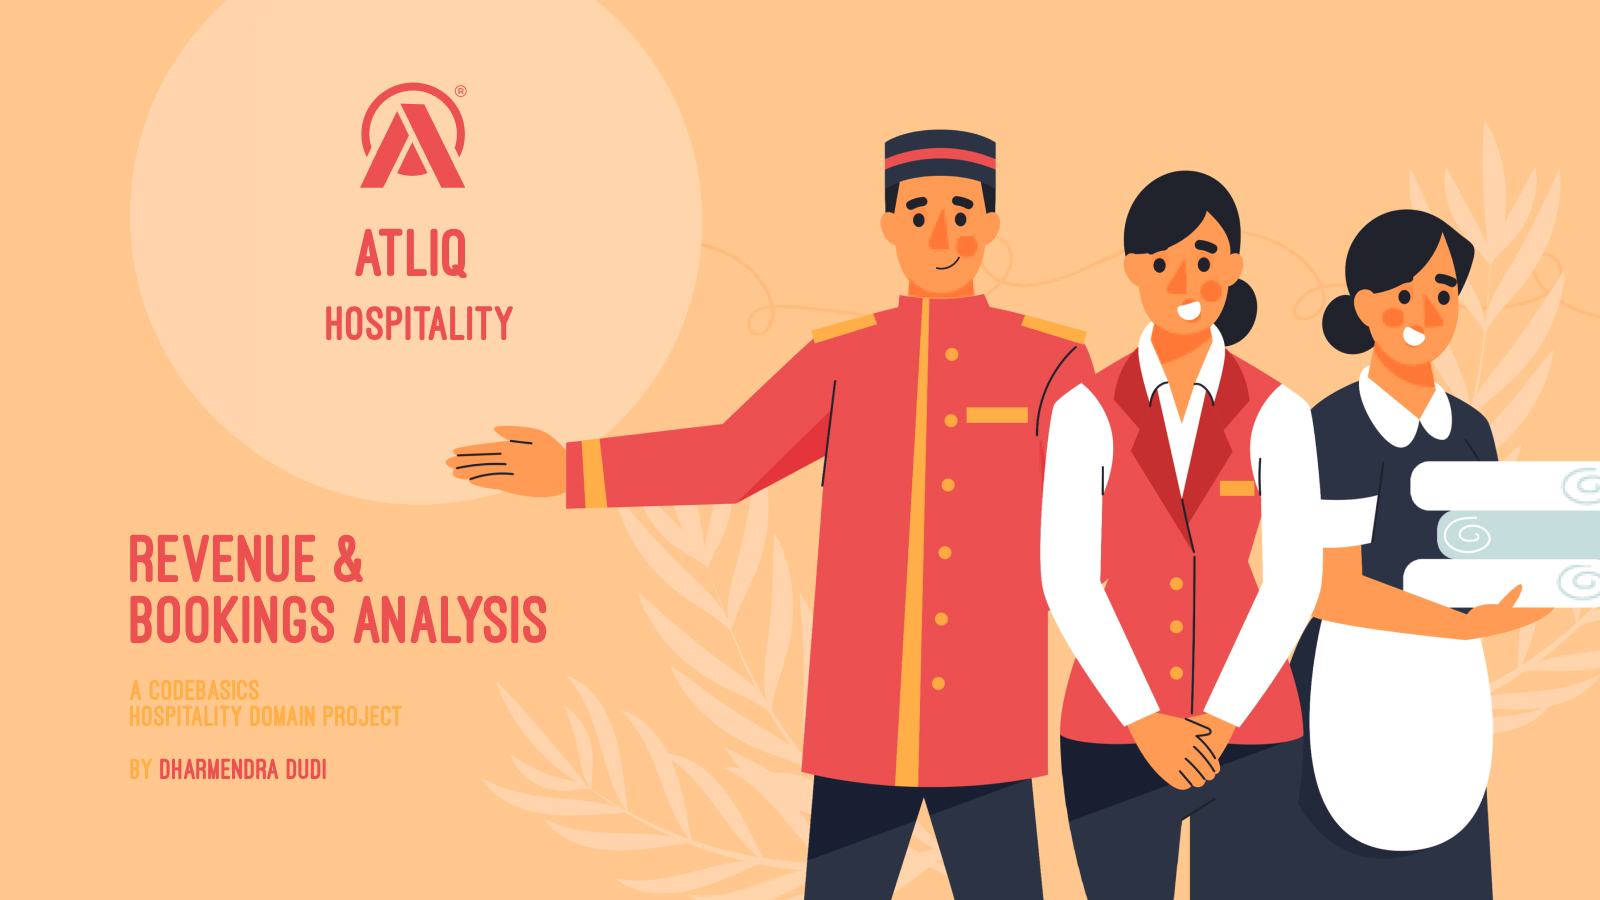 ®
ATLIQ
HOSPITALITY
REVENUE &
BOOKINGS ANALYSIS
A CODEBASICS
HOSPITALITY DOMAIN PROJECT
BY DHARMENDRA DUDI